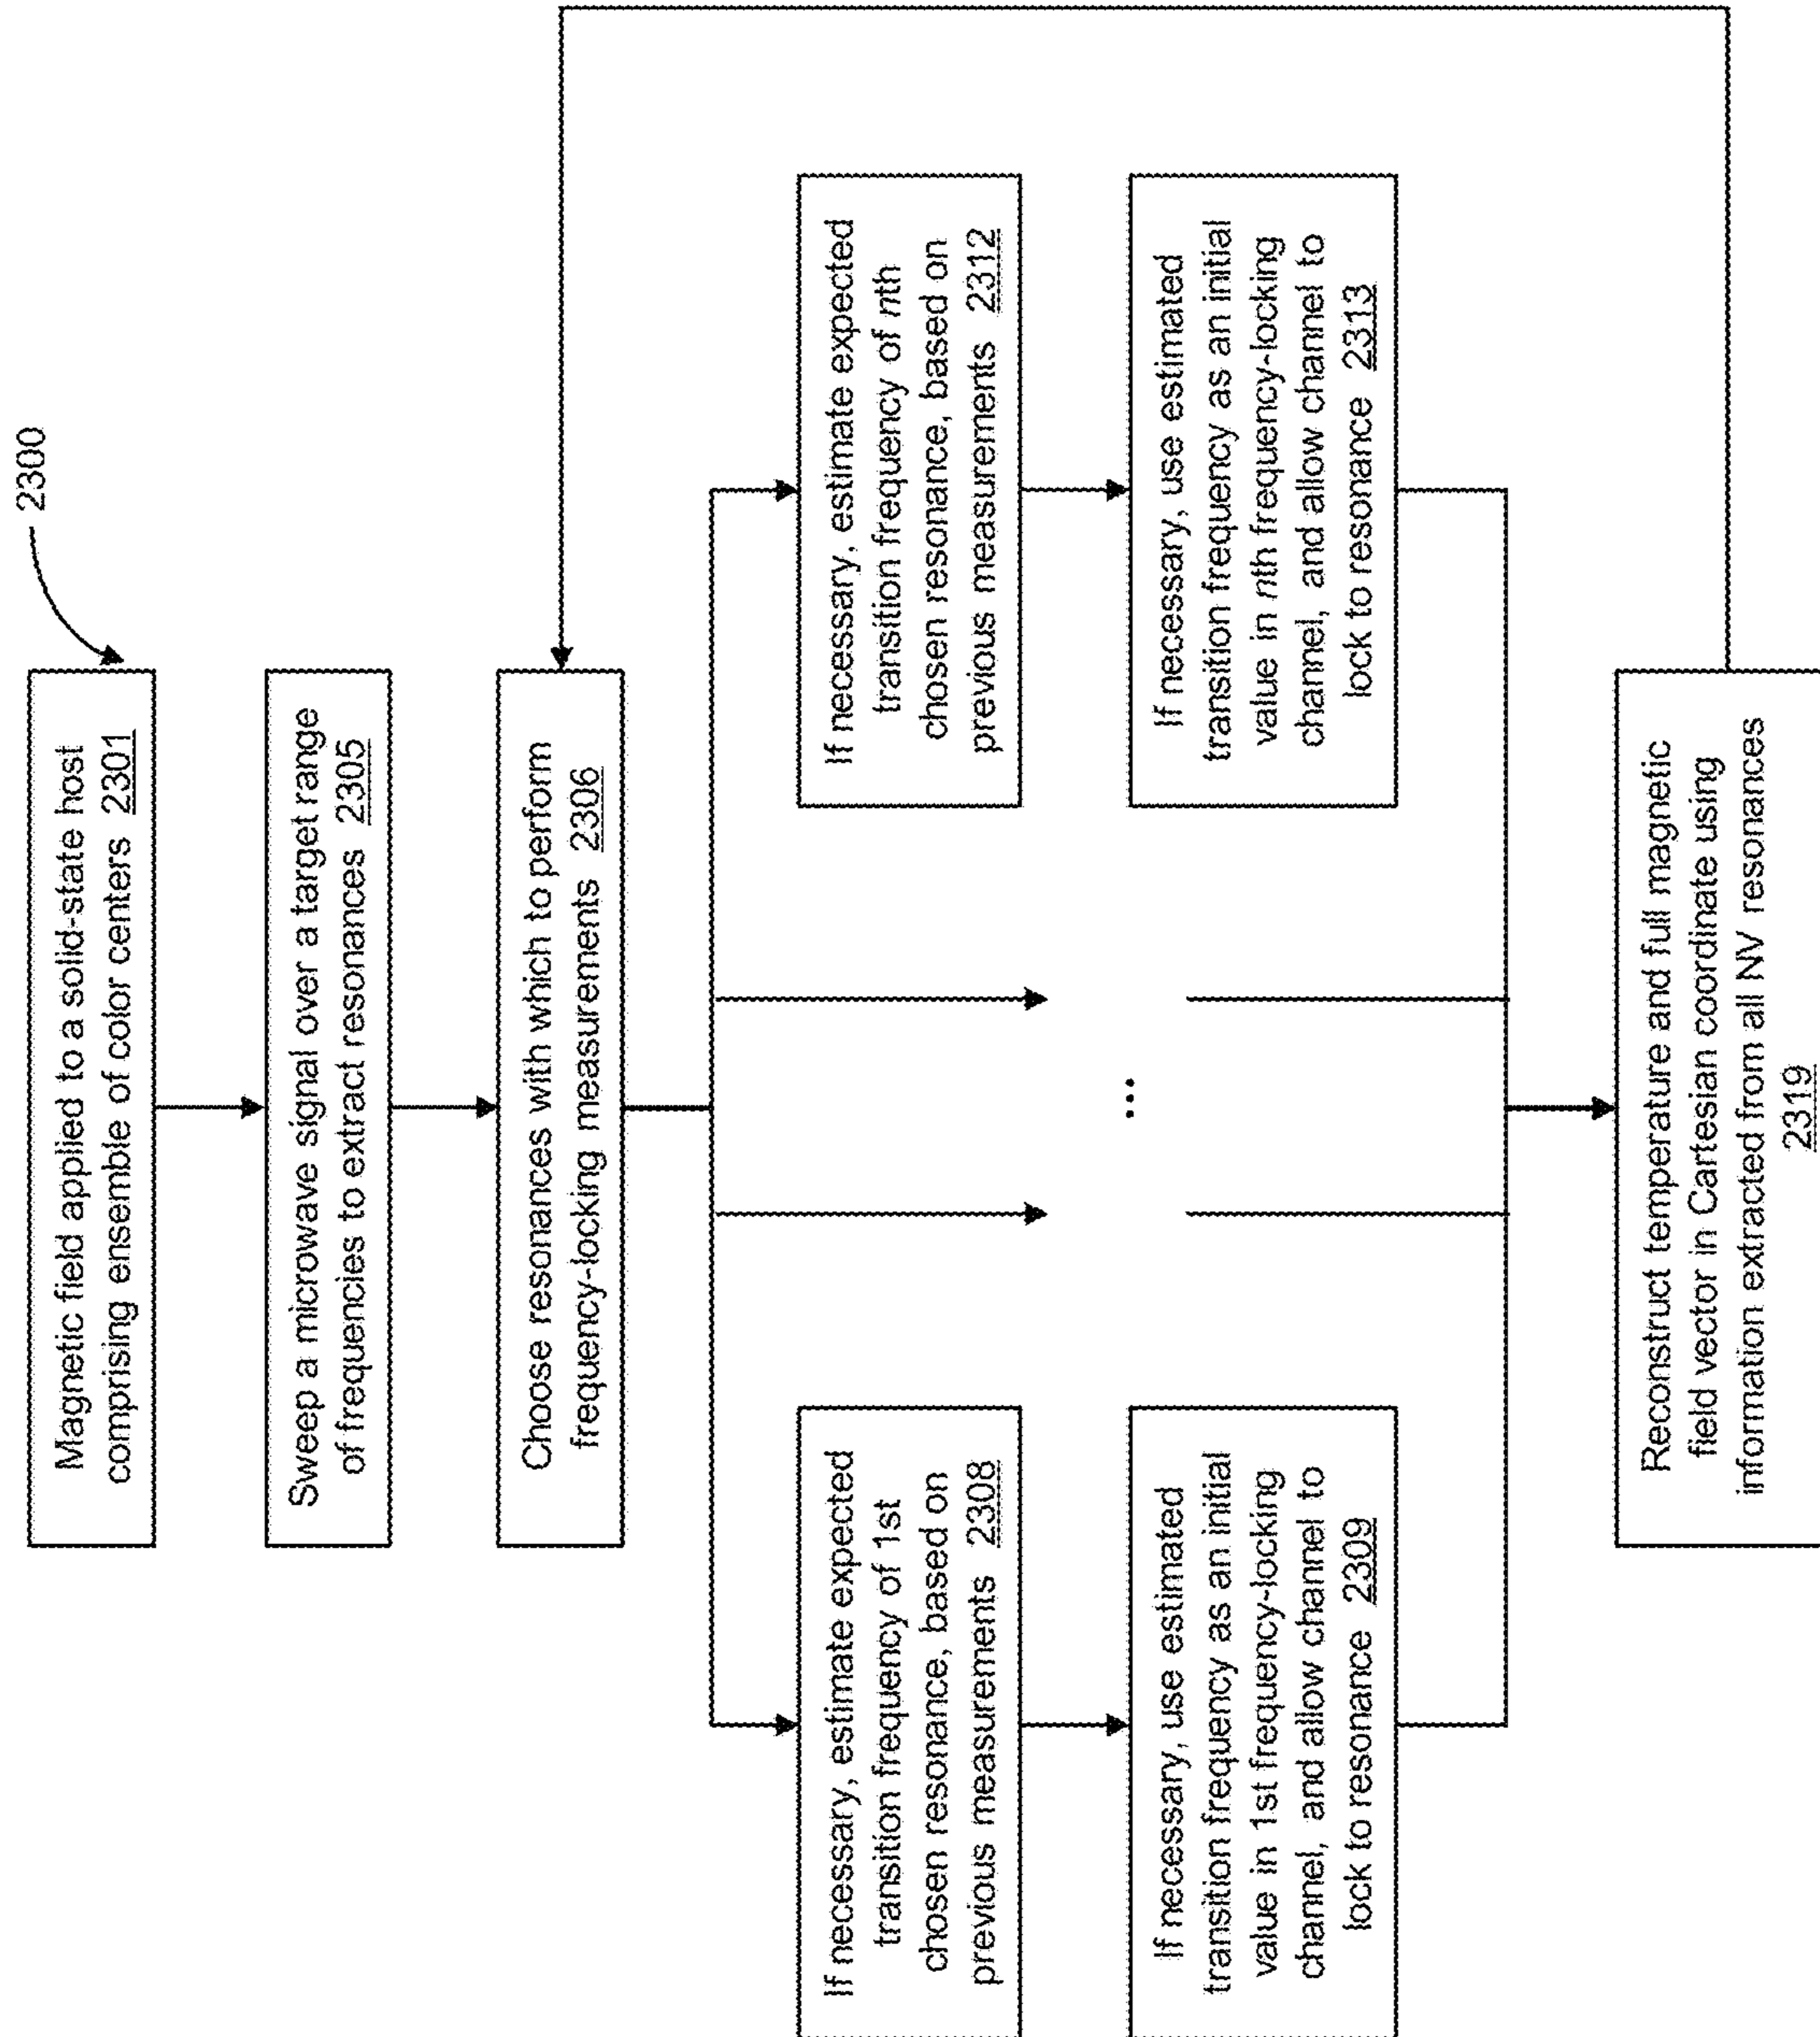 2300
Magnetic field applied to a solid-state host
comprising ensemble of color centers 2301
Sweep a microwave signal over a target range
of frequencies to extract resonances 2305
Choose resonances with which to perform
frequency-locking measurements 2306
If necessary, estimate expected
transition frequency of 1st
chosen resonance, based on
previous measurements 2308
If necessary, use estimated
transition frequency as an initial
value in 1st frequency-locking
channel, and allow channel to
lock to resonance 2309
...
If necessary, estimate expected
transition frequency of nth
chosen resonance, based on
previous measurements 2312
If necessary, use estimated
transition frequency as an initial
value in nth frequency-locking
channel, and allow channel to
lock to resonance 2313
Reconstruct temperature and full magnetic
field vector in Cartesian coordinate using
information extracted from all NV resonances
2319